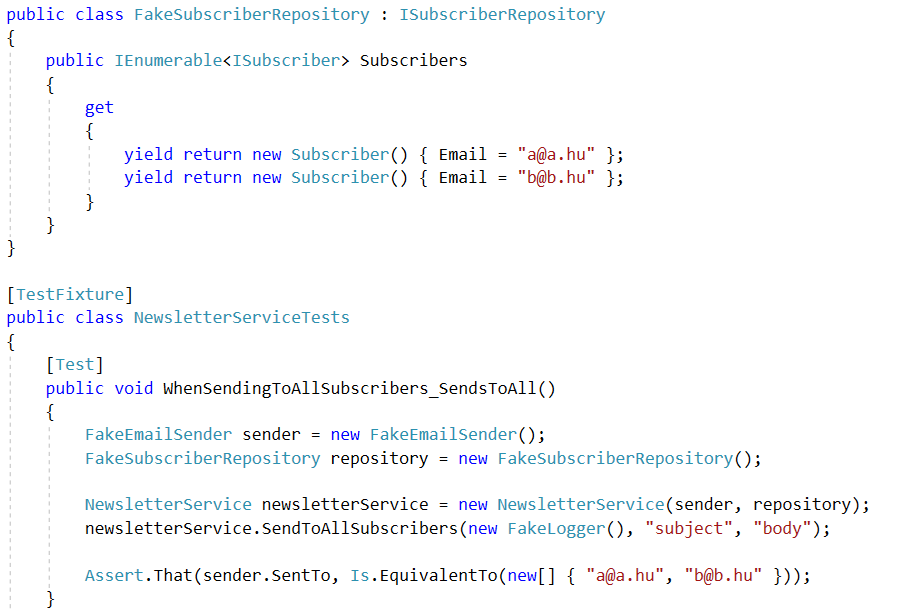 public class FakeSubscriberRepository : ISubscriberRepository
{
    public IEnumerable<ISubscriber> Subscribers
    {
        get
        {
            yield return new Subscriber() { Email = "a@a.hu" };
            yield return new Subscriber() { Email = "b@b.hu" };
        }
    }
}

[TestFixture]
public class NewsletterServiceTests
{
    [Test]
    public void WhenSendingToAllSubscribers_SendsToAll()
    {
        FakeEmailSender sender = new FakeEmailSender();
        FakeSubscriberRepository repository = new FakeSubscriberRepository();

        NewsletterService newsletterService = new NewsletterService(sender, repository);
        newsletterService.SendToAllSubscribers(new FakeLogger(), "subject", "body");

        Assert.That(sender.SentTo, Is.EquivalentTo(new[] { "a@a.hu", "b@b.hu" }));
    }